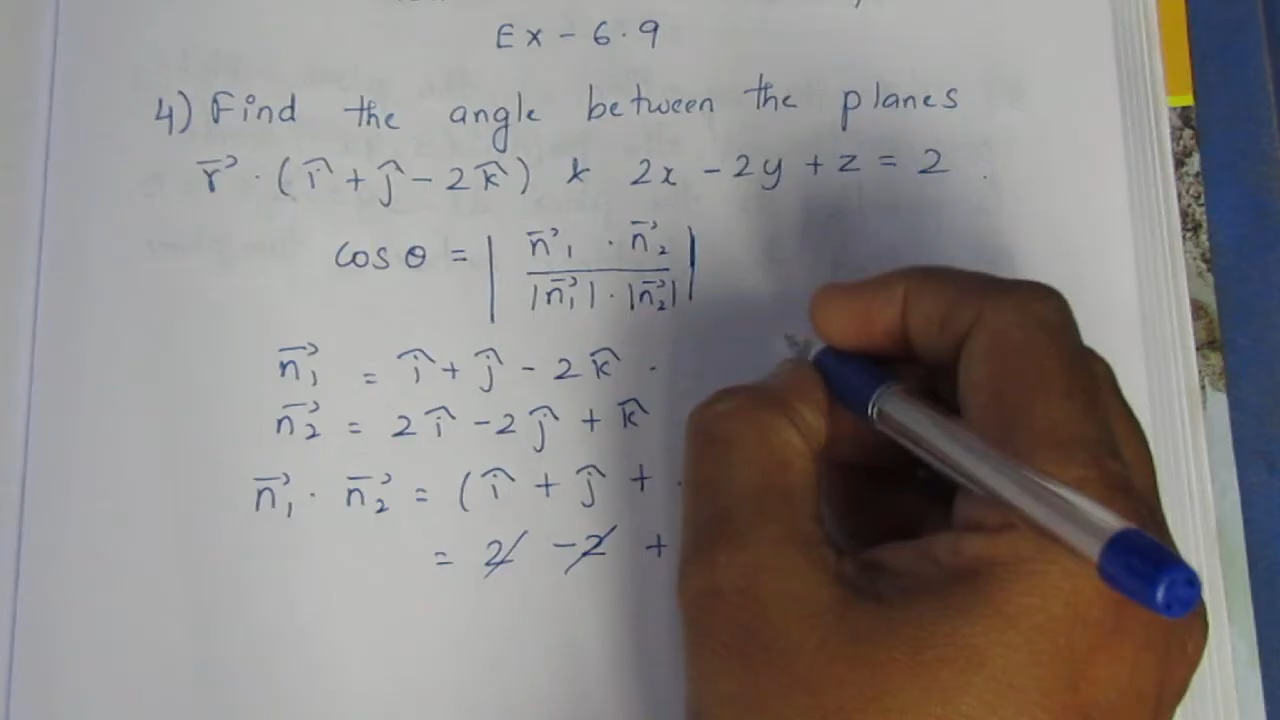 Ex - 6.9
4) Find the angle between the planes
r⃗ . (î + ĵ - 2k̂) & 2x - 2y + z = 2 .
cos θ = | n⃗₁ . n⃗₂ / |n⃗₁| . |n⃗₂| |
n⃗₁ = î + ĵ - 2k̂ .
n⃗₂ = 2î - 2ĵ + k̂
n⃗₁ . n⃗₂ = (î + ĵ +
= 2 - 2 +